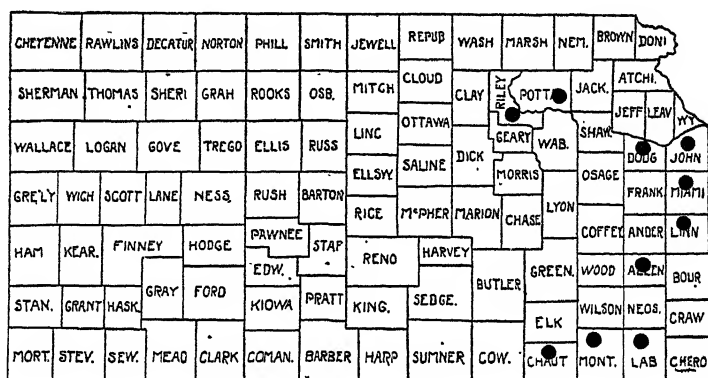 CHEYENNE RAWLINS DECATUR NORTON PHILL SMITH JEWELL REPUB WASH MARSH NEM. BROWN DONI
SHERMAN THOMAS SHERI GRAH ROOKS OSB. MITCH CLOUD CLAY RILEY POTTA JACK. ATCHI.
OTTAWA JEFF LEAV WY
WALLACE LOGAN GOVE TREGO ELLIS RUSS LINC GEARY WAB. SHAW. DOUG JOHN
ELLSW. SALINE DICK MORRIS OSAGE
GRE'LY WICH SCOTT LANE NESS. RUSH BARTON RICE McPHER MARION CHASE LYON FRANK MIAMI
HAM KEAR. FINNEY HODGE PAWNEE STAF RENO HARVEY COFFEY ANDER LINN
EDW.
GRAY FORD BUTLER GREEN. WOOD ALLEN BOUR
STAN. GRANT HASK. KIOWA PRATT KING. SEDGE. ELK WILSON NEOS. CRAW
MORT. STEV. SEW. MEAD CLARK COMAN. BARBER HARP SUMNER COW. CHAUT MONT. LAB CHERO